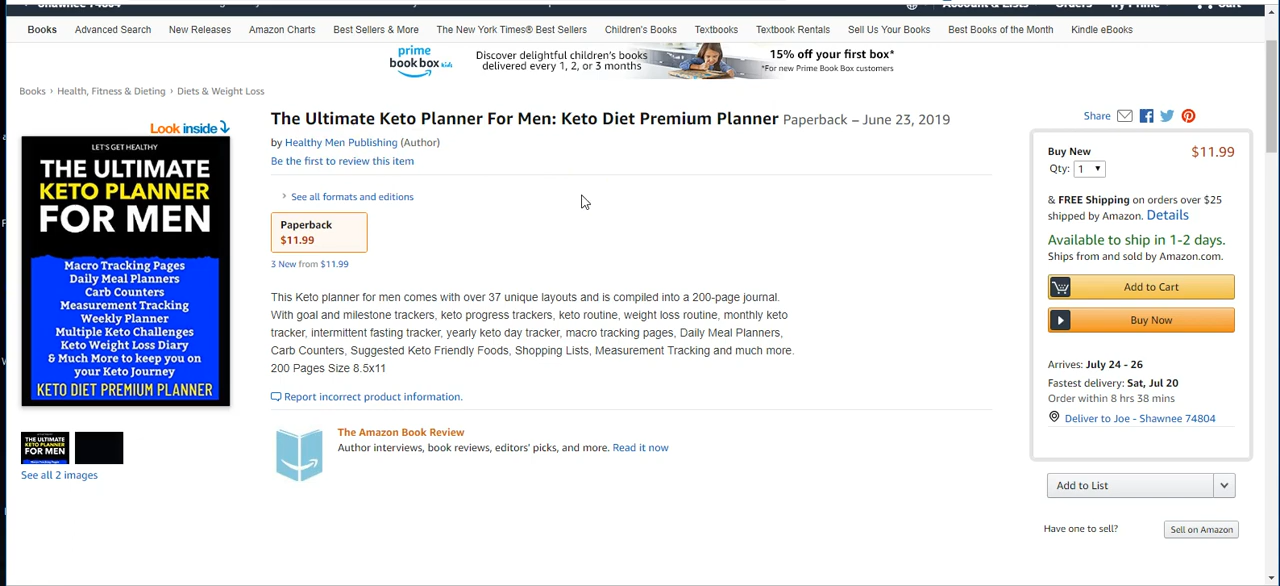 Books Advanced Search New Releases Amazon Charts Best Sellers & More The New York Times® Best Sellers Children's Books Textbooks Textbook Rentals Sell Us Your Books Best Books of the Month Kindle eBooks
prime
book box kids
Discover delightful children's books
delivered every 1, 2, or 3 months
15% off your first box*
*For new Prime Book Box customers
Books › Health, Fitness & Dieting › Diets & Weight Loss
Look inside
LET'S GET HEALTHY
THE ULTIMATE
KETO PLANNER
FOR MEN
Macro Tracking Pages
Daily Meal Planners
Carb Counters
Measurement Tracking
Weekly Planner
Multiple Keto Challenges
Keto Weight Loss Diary
& Much More to keep you on
your Keto Journey
KETO DIET PREMIUM PLANNER
THE ULTIMATE
KETO PLANNER
FOR MEN
See all 2 images
The Ultimate Keto Planner For Men: Keto Diet Premium Planner Paperback – June 23, 2019
by Healthy Men Publishing (Author)
Be the first to review this item
› See all formats and editions
Paperback
$11.99
3 New from $11.99
This Keto planner for men comes with over 37 unique layouts and is compiled into a 200-page journal.
With goal and milestone trackers, keto progress trackers, keto routine, weight loss routine, monthly keto
tracker, intermittent fasting tracker, yearly keto day tracker, macro tracking pages, Daily Meal Planners,
Carb Counters, Suggested Keto Friendly Foods, Shopping Lists, Measurement Tracking and much more.
200 Pages Size 8.5x11
Report incorrect product information.
The Amazon Book Review
Author interviews, book reviews, editors' picks, and more. Read it now
Share
Buy New $11.99
Qty: 1
& FREE Shipping on orders over $25
shipped by Amazon. Details
Available to ship in 1-2 days.
Ships from and sold by Amazon.com.
Add to Cart
Buy Now
Arrives: July 24 - 26
Fastest delivery: Sat, Jul 20
Order within 8 hrs 38 mins
Deliver to Joe - Shawnee 74804
Add to List
Have one to sell? Sell on Amazon